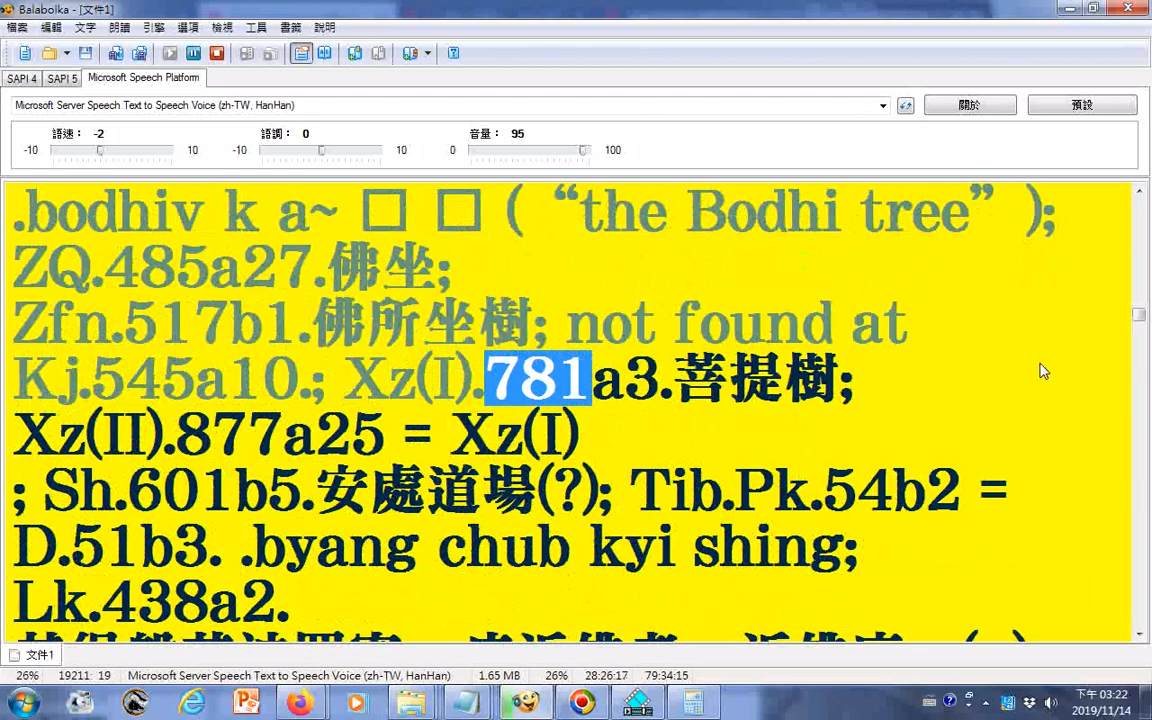 Balabolka - [文件1]
檔案 編輯 文字 朗讀 引擎 選項 檢視 工具 書籤 說明
SAPI 4 SAPI 5 Microsoft Speech Platform
Microsoft Server Speech Text to Speech Voice (zh-TW, HanHan) 關於 預設
語速： -2 語調： 0 音量： 95
-10 10 -10 10 0 100
.bodhiv k a~ □ □ ( “the Bodhi tree” );
ZQ.485a27.佛坐;
Zfn.517b1.佛所坐樹; not found at
Kj.545a10.; Xz(I).781a3.菩提樹;
Xz(II).877a25 = Xz(I)
; Sh.601b5.安處道場(?); Tib.Pk.54b2 =
D.51b3. .byang chub kyi shing;
Lk.438a2.
文件1
26% 19211: 19 Microsoft Server Speech Text to Speech Voice (zh-TW, HanHan) 1.65 MB 26% 28:26:17 79:34:15
下午 03:22
2019/11/14